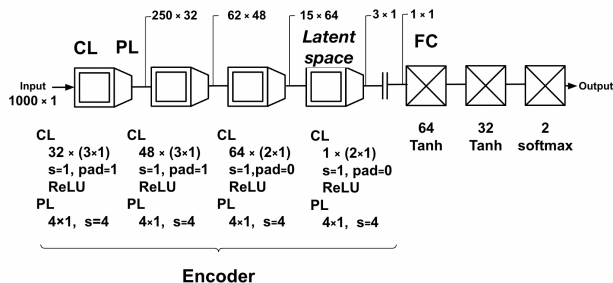 250 × 32
62 × 48
15 × 64
3 × 1
1 × 1
CL
PL
Latent
space
FC
Input
1000 × 1
Output
64
Tanh
32
Tanh
2
softmax
CL
32 × (3×1)
s=1, pad=1
ReLU
PL
4×1, s=4
CL
48 × (3×1)
s=1, pad=1
ReLU
PL
4×1, s=4
CL
64 × (2×1)
s=1,pad=0
ReLU
PL
4×1, s=4
CL
1 × (2×1)
s=1, pad=0
ReLU
PL
4×1, s=4
Encoder